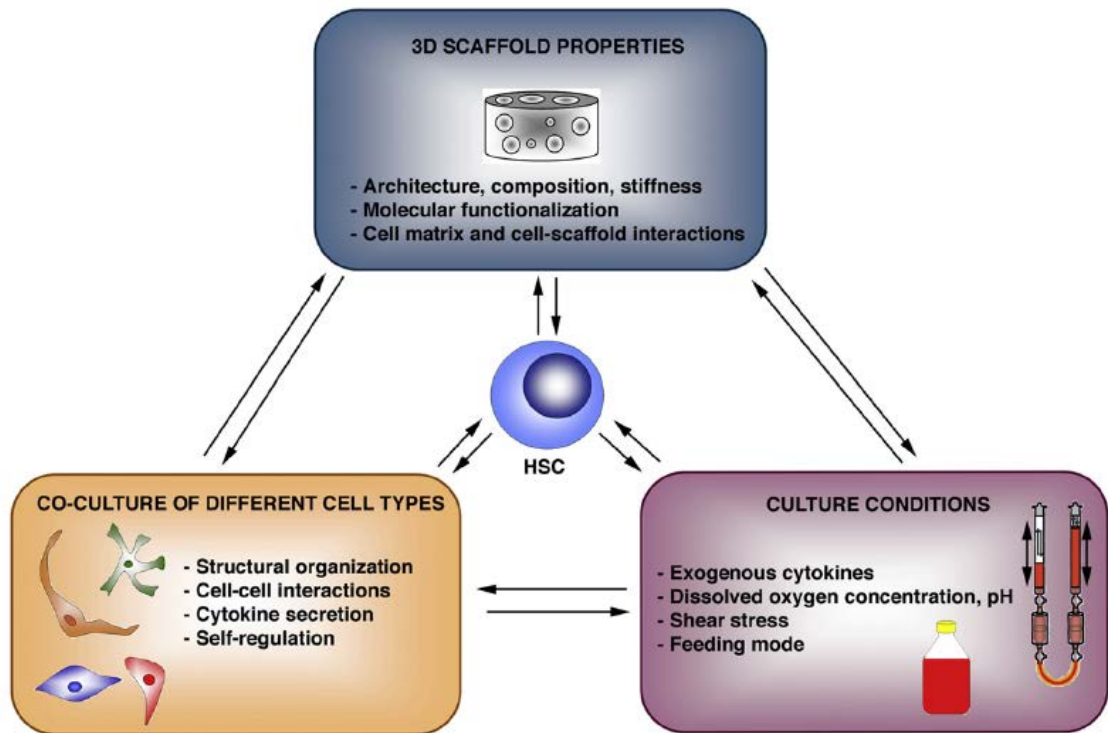 3D SCAFFOLD PROPERTIES
- Architecture, composition, stiffness
- Molecular functionalization
- Cell matrix and cell-scaffold interactions
HSC
CO-CULTURE OF DIFFERENT CELL TYPES
- Structural organization
- Cell-cell interactions
- Cytokine secretion
- Self-regulation
CULTURE CONDITIONS
- Exogenous cytokines
- Dissolved oxygen concentration, pH
- Shear stress
- Feeding mode